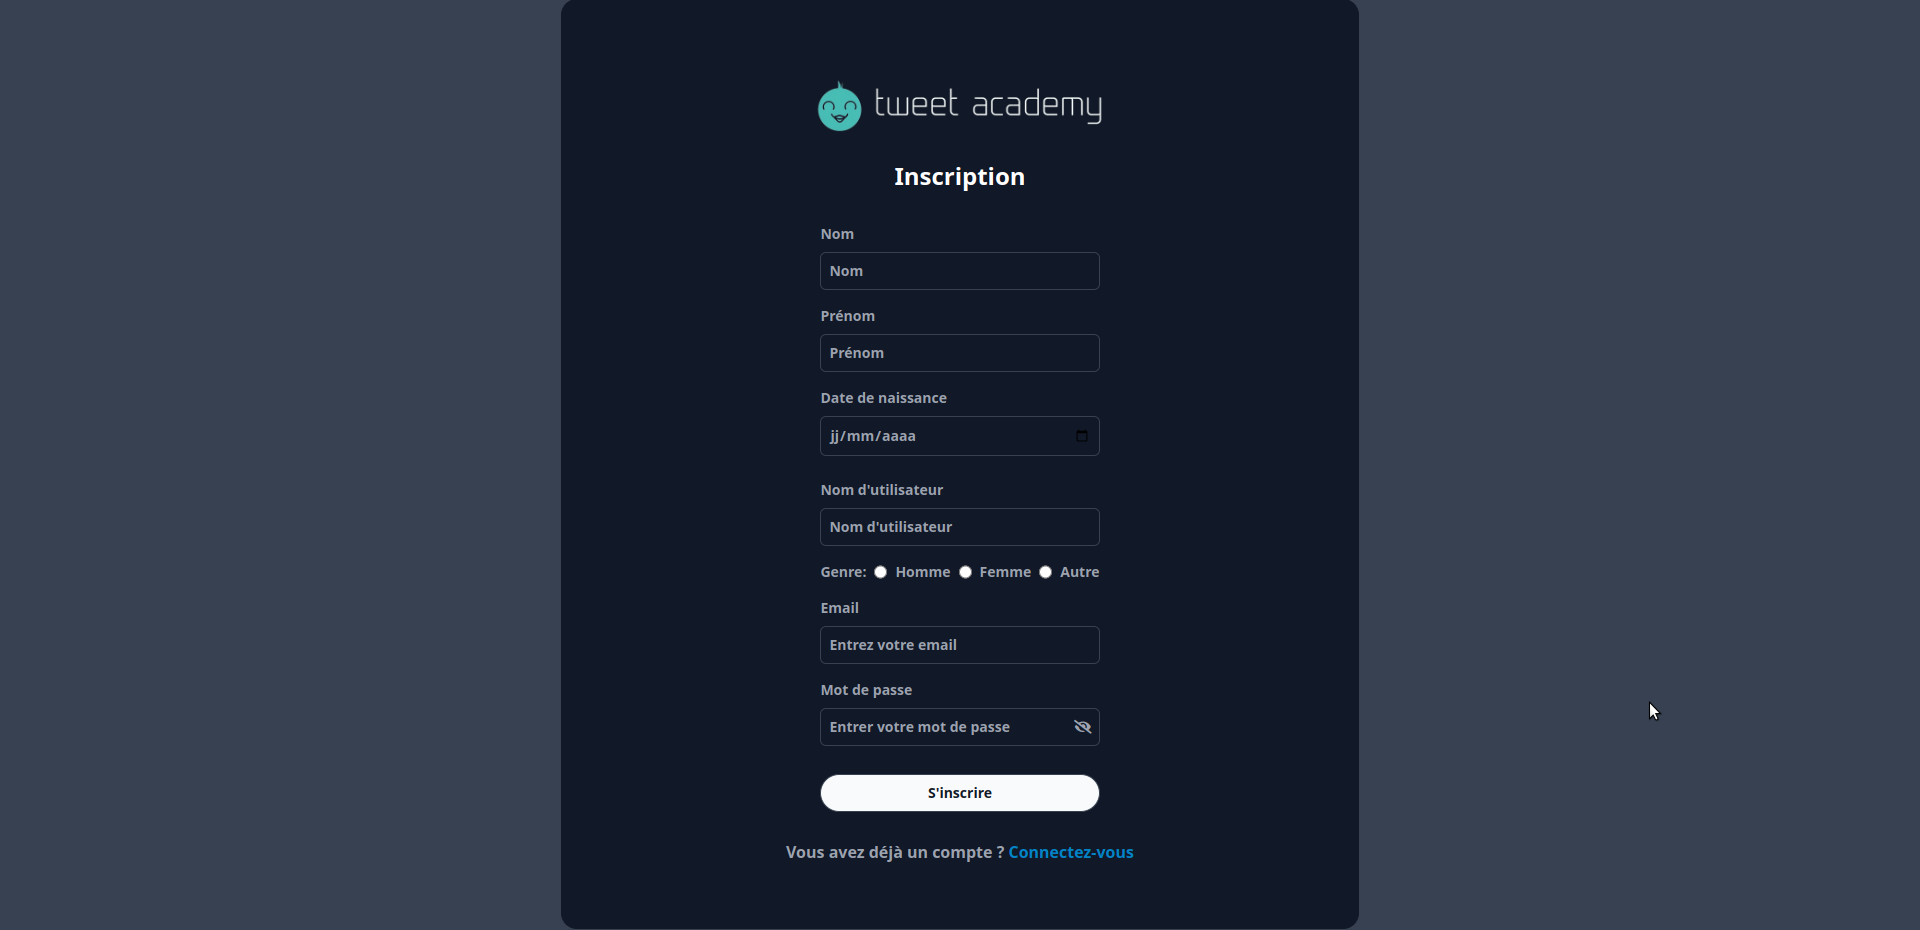 tweet academy
Inscription
Nom
Nom
Prénom
Prénom
Date de naissance
jj/mm/aaaa
Nom d'utilisateur
Nom d'utilisateur
Genre: Homme Femme Autre
Email
Entrez votre email
Mot de passe
Entrer votre mot de passe
S'inscrire
Vous avez déjà un compte ? Connectez-vous